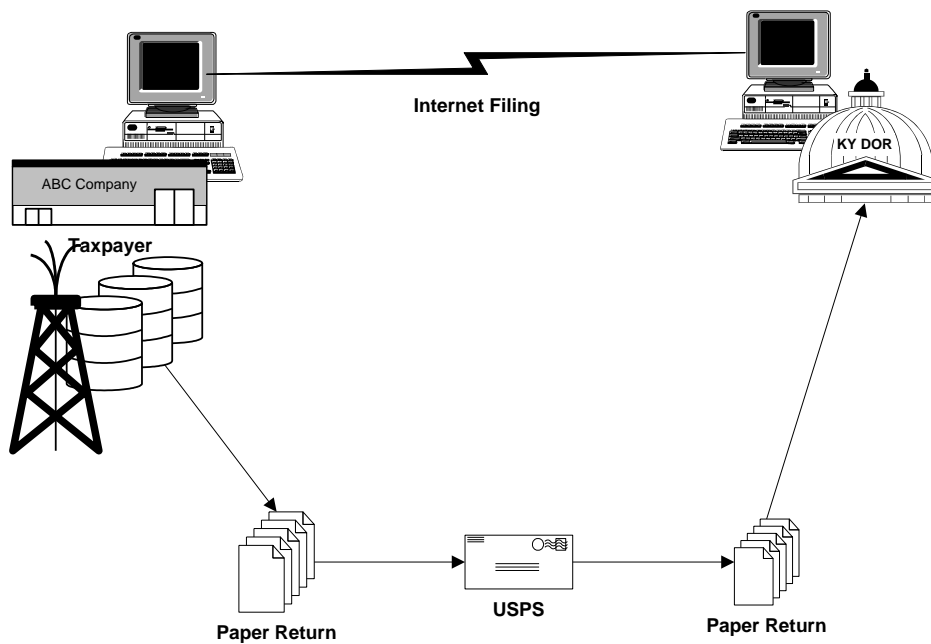 Internet Filing
KY DOR
ABC Company
Taxpayer
USPS
Paper Return
Paper Return